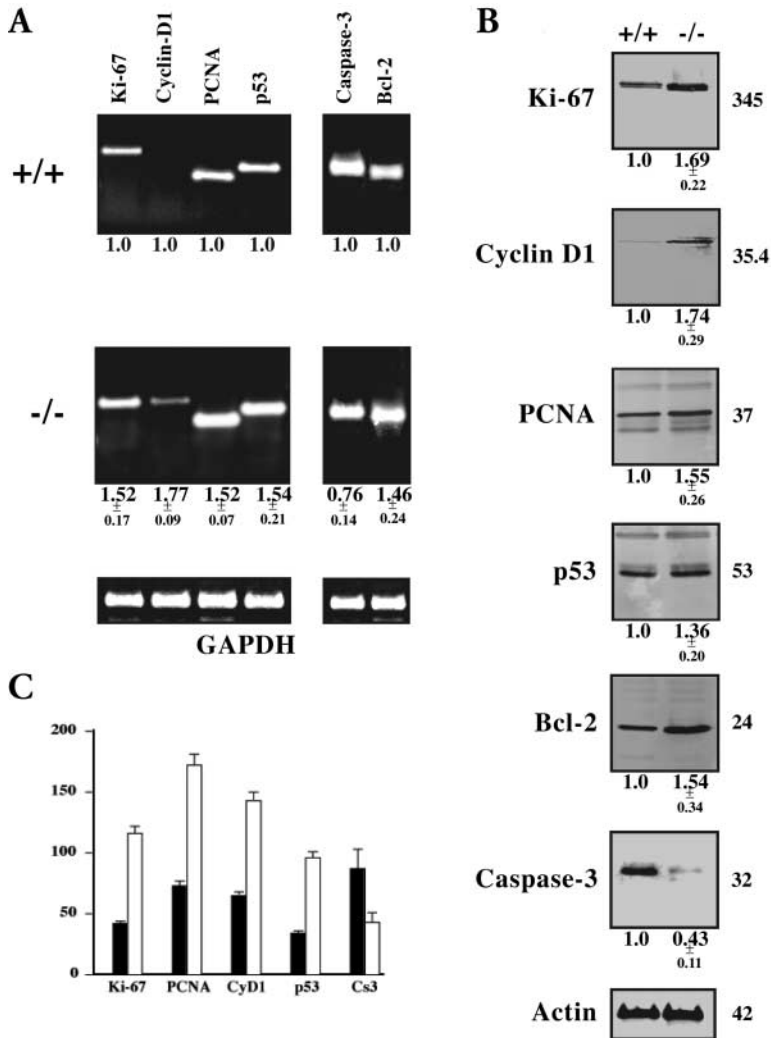 A
Ki-67 Cyclin-D1 PCNA p53 Caspase-3 Bcl-2
+/+
1.0 1.0 1.0 1.0 1.0 1.0
-/-
1.52 1.77 1.52 1.54 0.76 1.46
± ± ± ± ± ±
0.17 0.09 0.07 0.21 0.14 0.24
GAPDH
B
+/+ -/-
Ki-67 345
1.0 1.69
±
0.22
Cyclin D1 35.4
1.0 1.74
±
0.29
PCNA 37
1.0 1.55
±
0.26
p53 53
1.0 1.36
±
0.20
Bcl-2 24
1.0 1.54
±
0.34
Caspase-3 32
1.0 0.43
±
0.11
Actin 42
C
200
150
100
50
0
Ki-67 PCNA CyD1 p53 Cs3